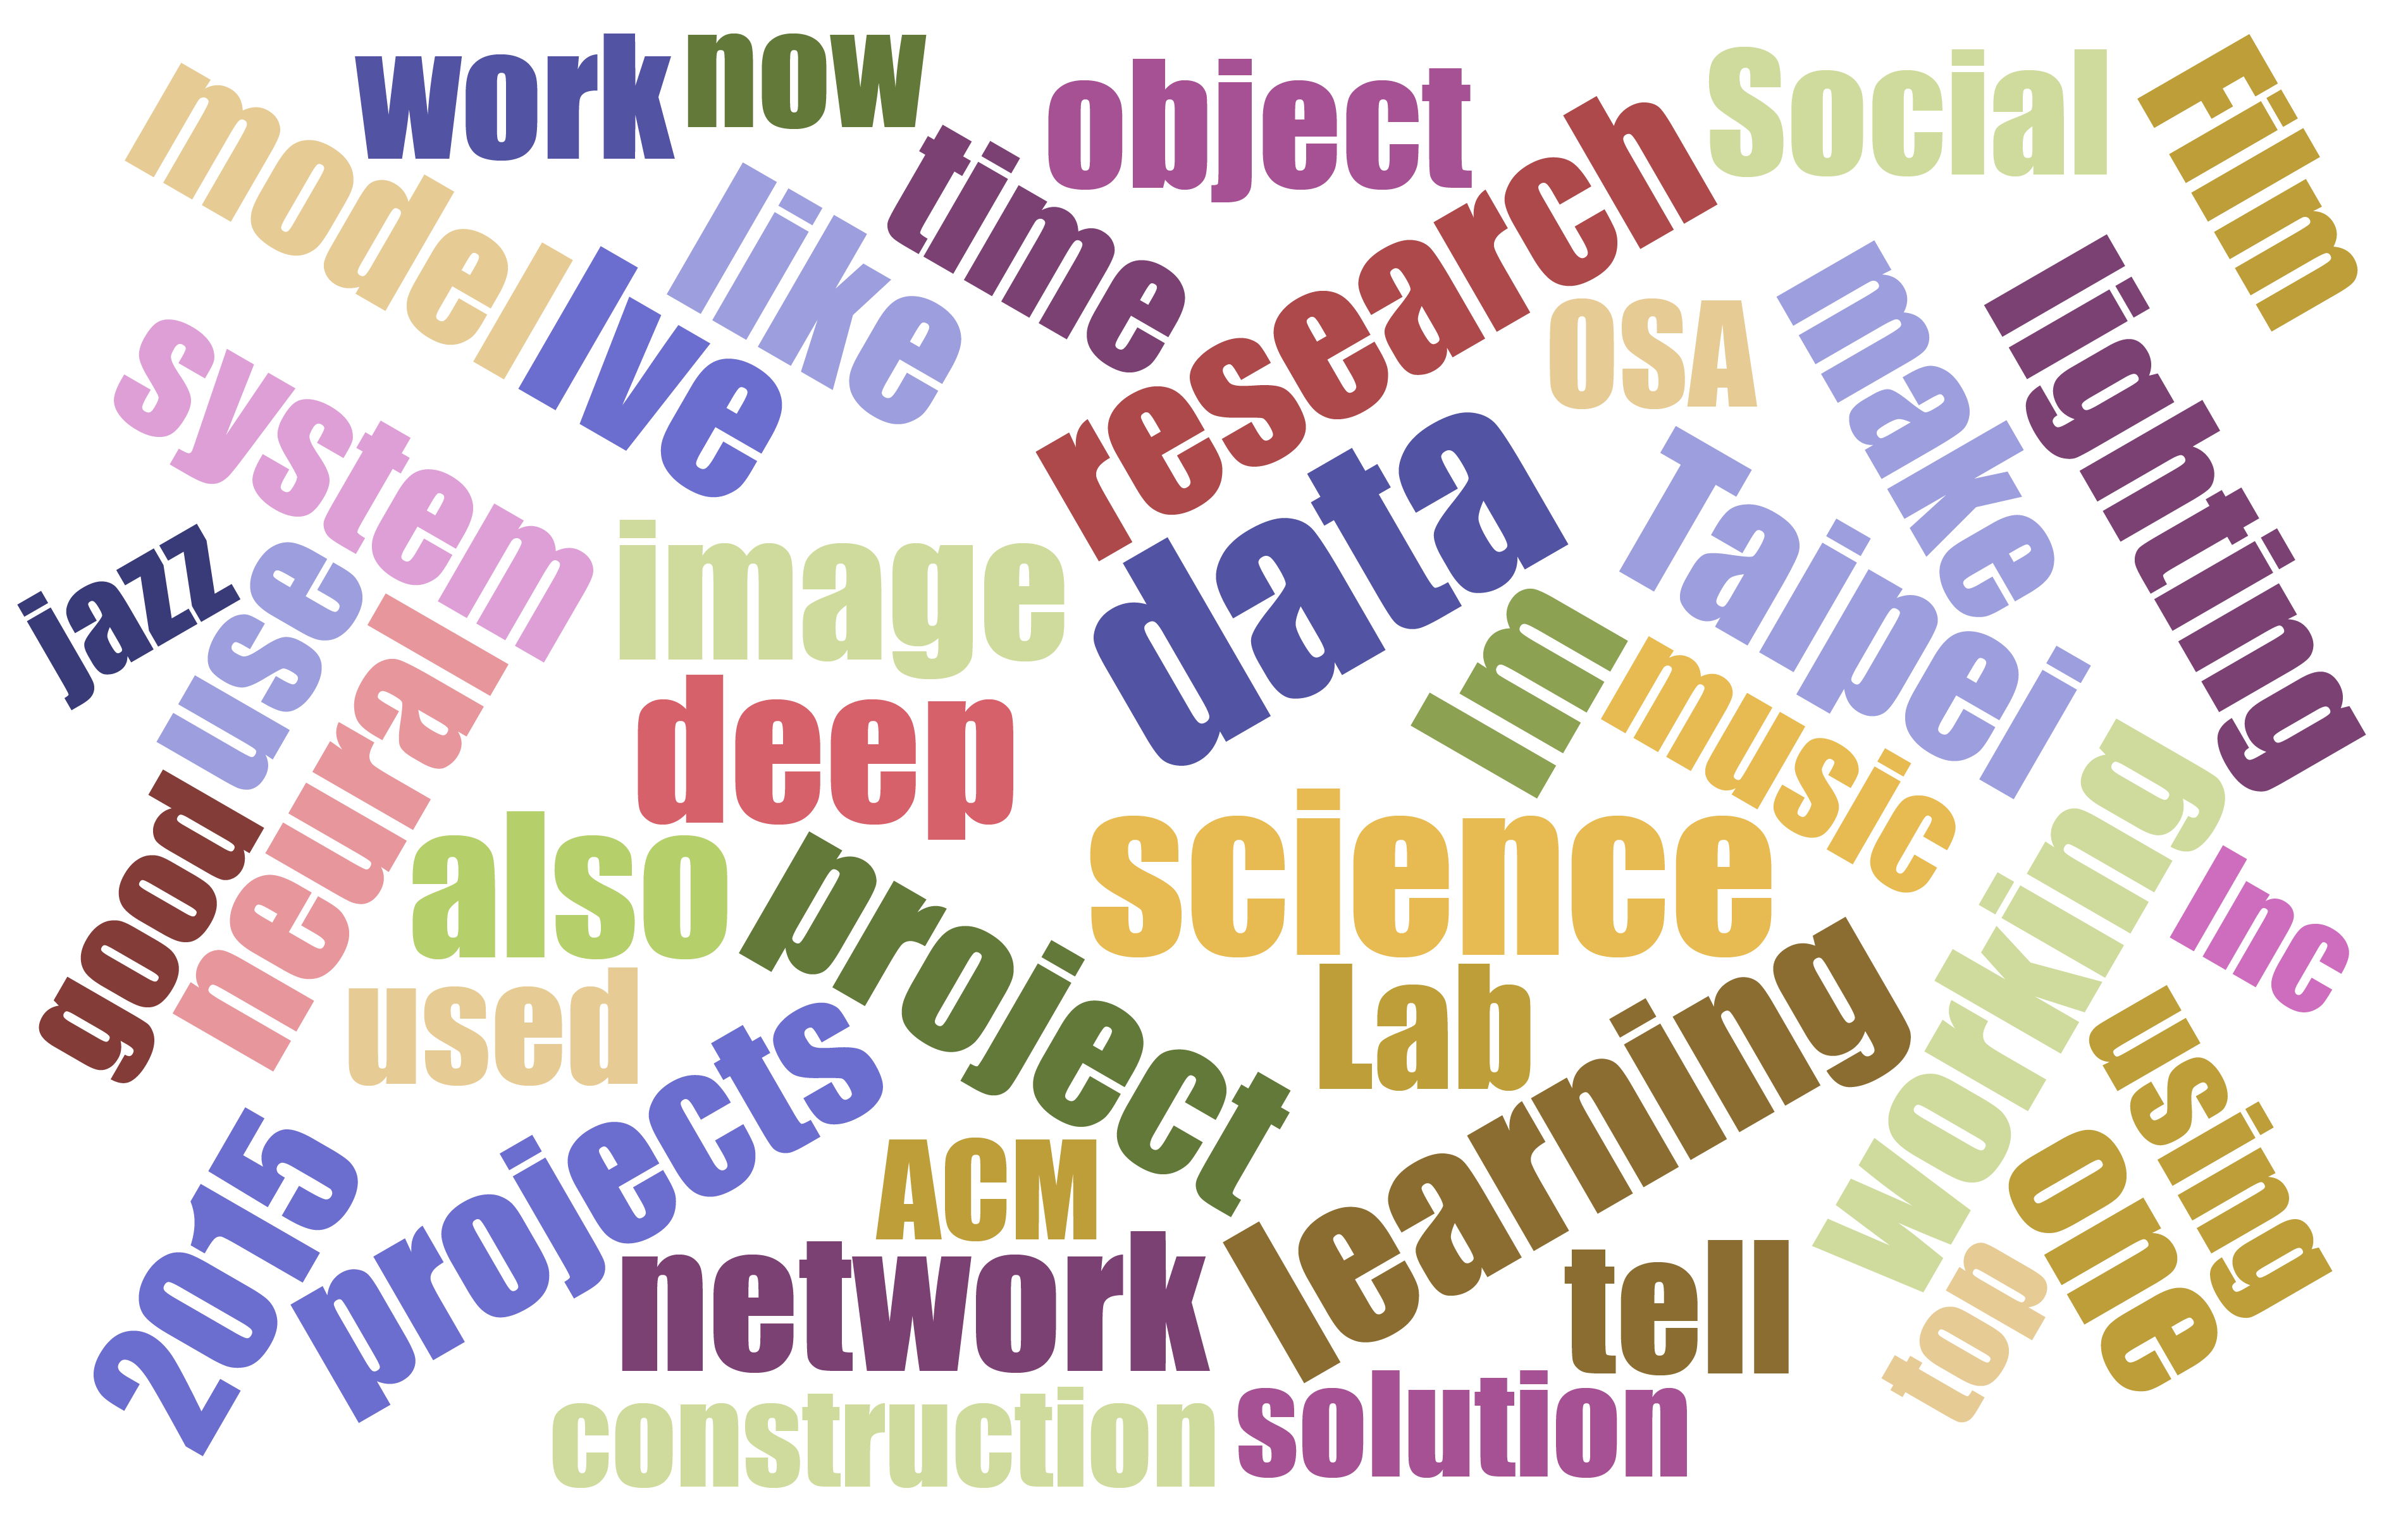 work
now
object
Social
Finn
model
time
research
like
Ive
OSA
make
lighting
system
data
Taipei
jazz
use
image
Im
music
neural
deep
good
also
project
science
working
Inc
used
Lab
learning
using
projects
2015
ACM
one
network
tell
top
construction
solution